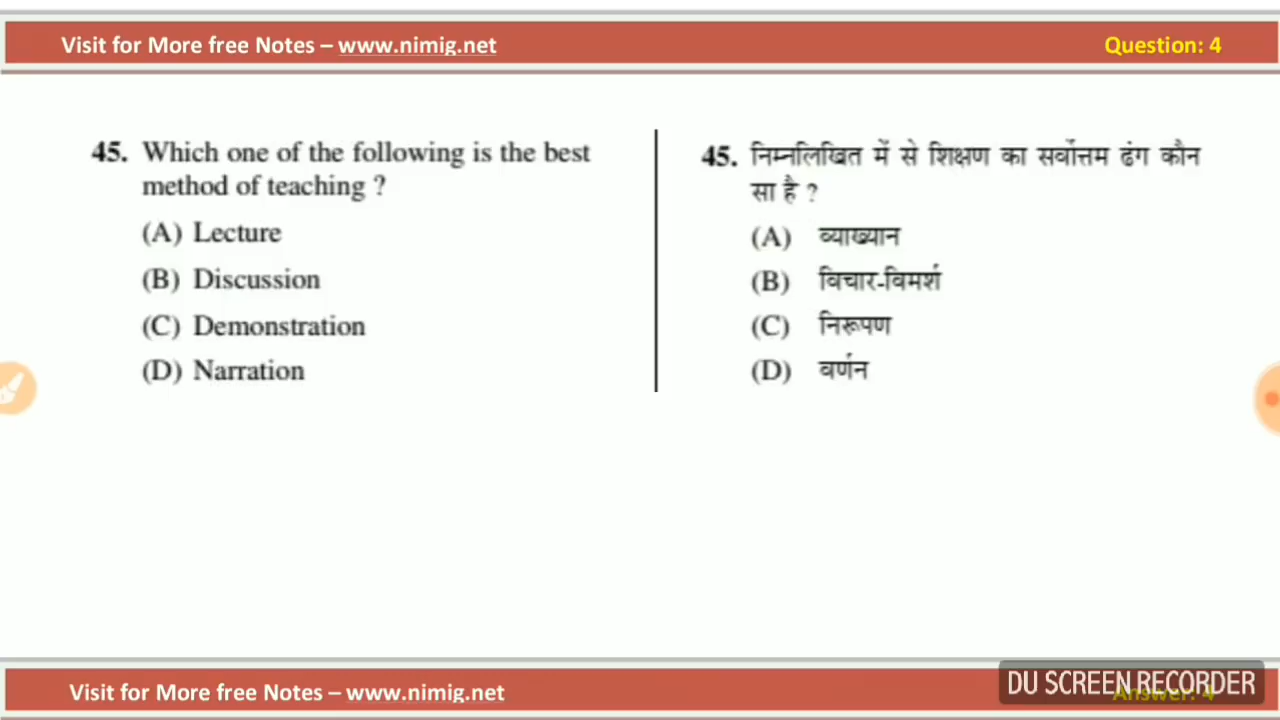 Visit for More free Notes – www.nimig.net
Question: 4
45. Which one of the following is the best
method of teaching ?
(A) Lecture
(B) Discussion
(C) Demonstration
(D) Narration
45. निम्नलिखित में से शिक्षण का सर्वोत्तम ढंग कौन
सा है ?
(A) व्याख्यान
(B) विचार-विमर्श
(C) निरूपण
(D) वर्णन
Visit for More free Notes – www.nimig.net
Answer: 4
DU SCREEN RECORDER